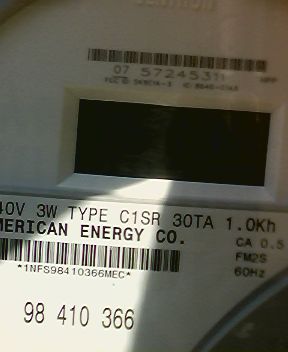 CENTRON
07 57245311
40V 3W TYPE C1SR 30TA 1.0Kh
MERICAN ENERGY CO.
CA 0.5
*1NFS98410366MEC*
FM2S
60Hz
98 410 366